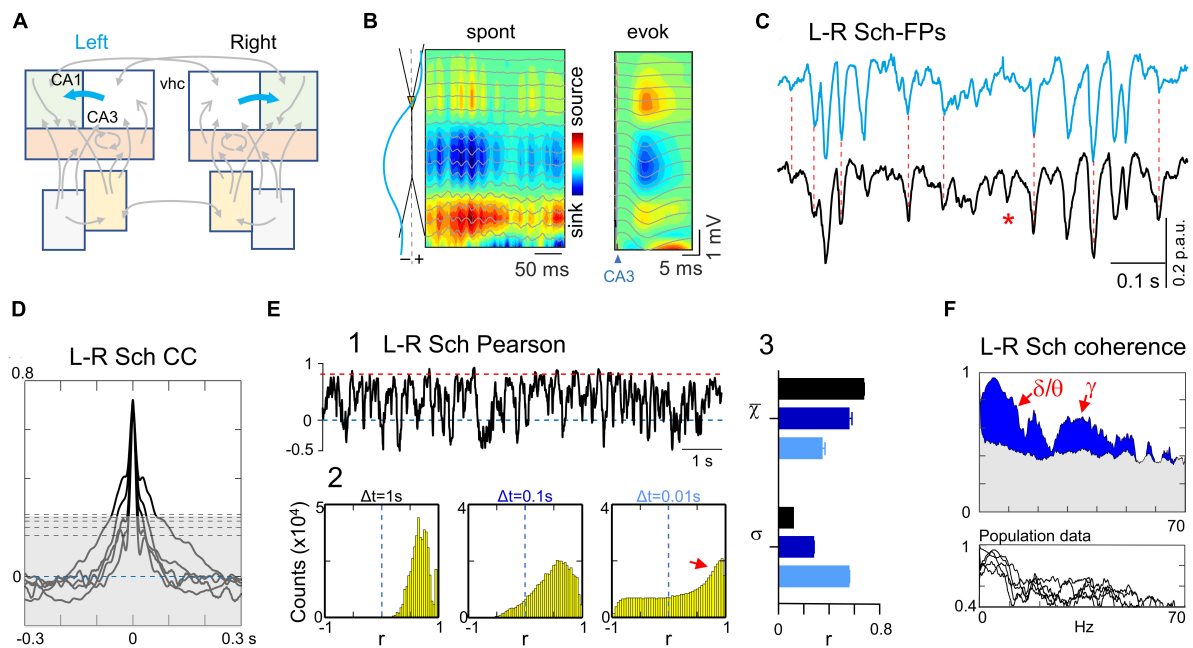 A
Left
Right
CA1
vhc
CA3
B
spont
evok
source
sink
− +
50 ms
CA3
5 ms
1 mV
C
L-R Sch-FPs
*
0.1 s
0.2 p.a.u.
D
L-R Sch CC
0.8
0
-0.3
0
0.3 s
E
1 L-R Sch Pearson
1
0
-0.5
1 s
2
Δt=1s
Δt=0.1s
Δt=0.01s
Counts (x10⁴)
5
0
4
0
4
0
-1 r 1
-1 r 1
-1 r 1
3
χ̅
σ
0 r 0.8
F
L-R Sch coherence
1
δ/θ
γ
0
70
Population data
1
0.4
0 Hz 70